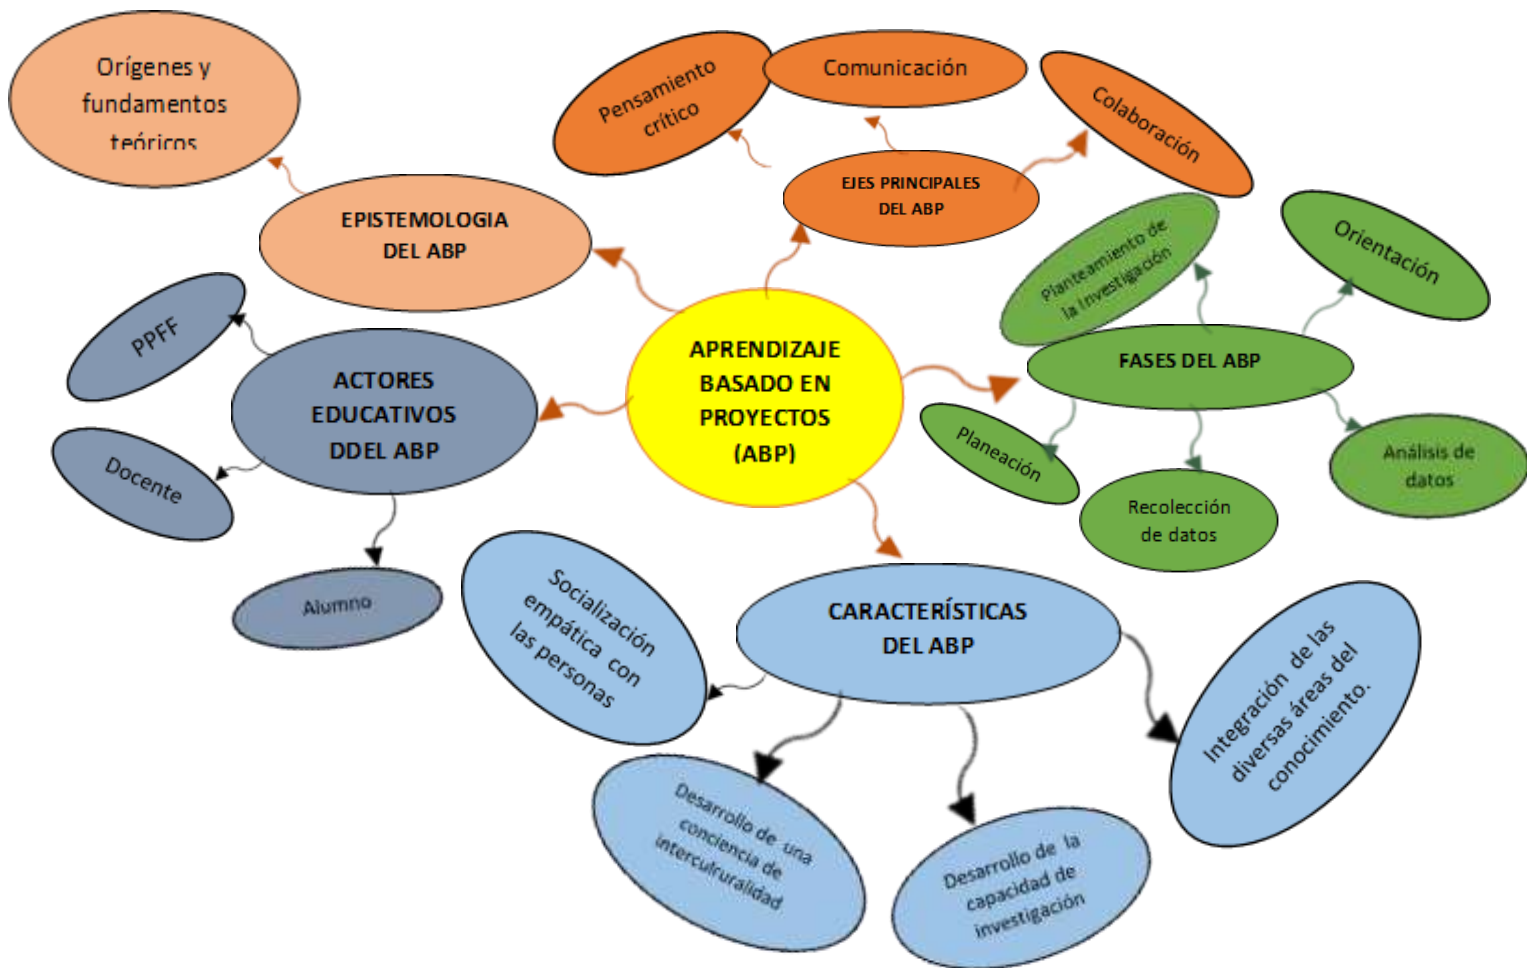 Orígenes y
fundamentos
teóricos
EPISTEMOLOGIA
DEL ABP
Pensamiento
crítico
Comunicación
Colaboración
EJES PRINCIPALES
DEL ABP
Planteamiento de
la Investigación
Orientación
FASES DEL ABP
Planeación
Recolección
de datos
Análisis de
datos
APRENDIZAJE
BASADO EN
PROYECTOS
(ABP)
PPFF
ACTORES
EDUCATIVOS
DDEL ABP
Docente
Alumno
CARACTERÍSTICAS
DEL ABP
Socialización
empática con
las personas
Desarrollo de una
conciencia de
interculruralidad
Desarrollo de la
capacidad de
investigación
Integración de las
diversas áreas del
conocimiento.